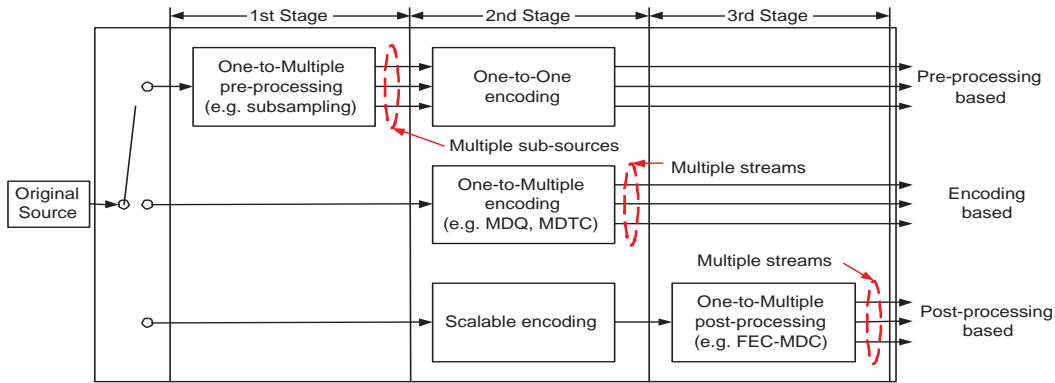 1st Stage
2nd Stage
3rd Stage
One-to-Multiple
pre-processing
(e.g. subsampling)
One-to-One
encoding
Pre-processing
based
Multiple sub-sources
Multiple streams
Original
Source
One-to-Multiple
encoding
(e.g. MDQ, MDTC)
Encoding
based
Multiple streams
Scalable encoding
One-to-Multiple
post-processing
(e.g. FEC-MDC)
Post-processing
based